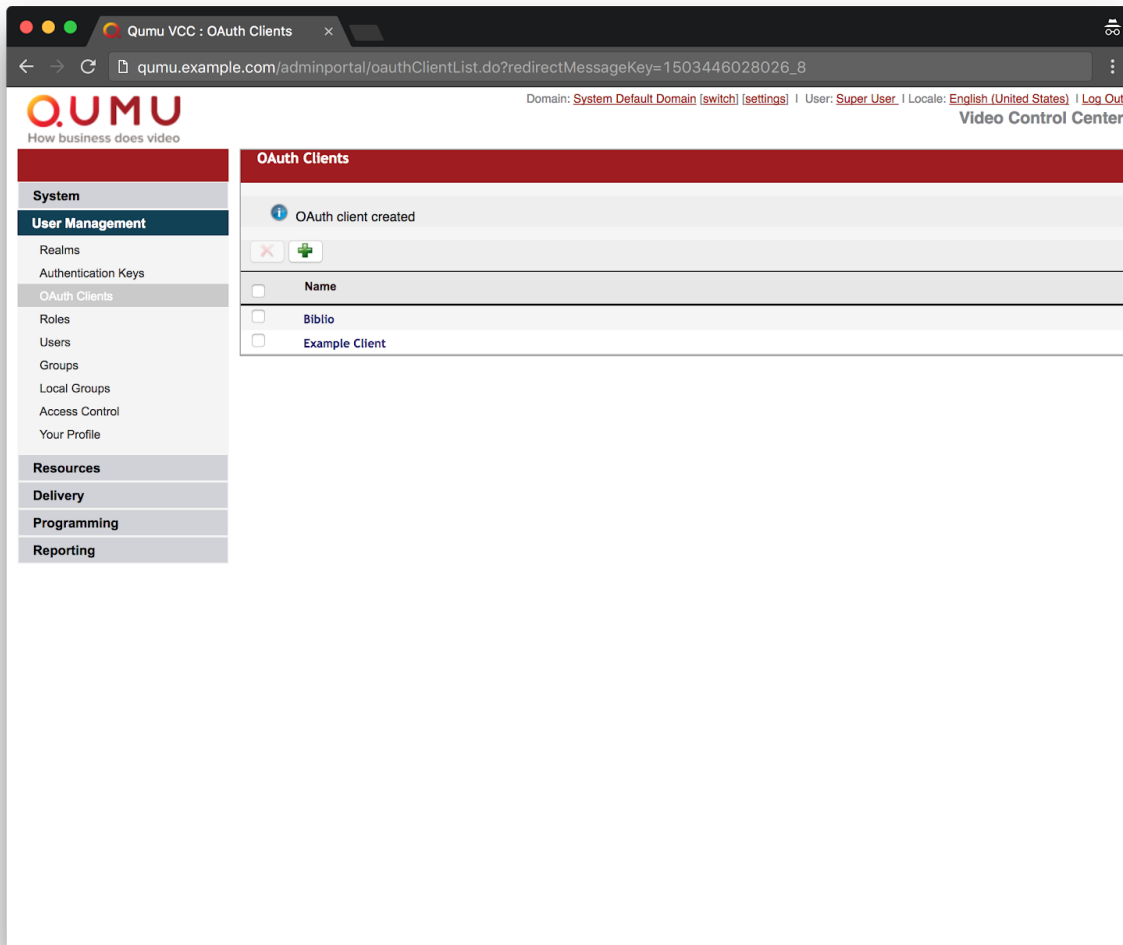 Qumu VCC : OAuth Clients
qumu.example.com/adminportal/oauthClientList.do?redirectMessageKey=1503446028026_8
QUMU
How business does video
Domain: System Default Domain [switch] [settings] | User: Super User | Locale: English (United States) | Log Out
Video Control Center
OAuth Clients
System
User Management
Realms
Authentication Keys
OAuth Clients
Roles
Users
Groups
Local Groups
Access Control
Your Profile
Resources
Delivery
Programming
Reporting
OAuth client created
Name
Biblio
Example Client